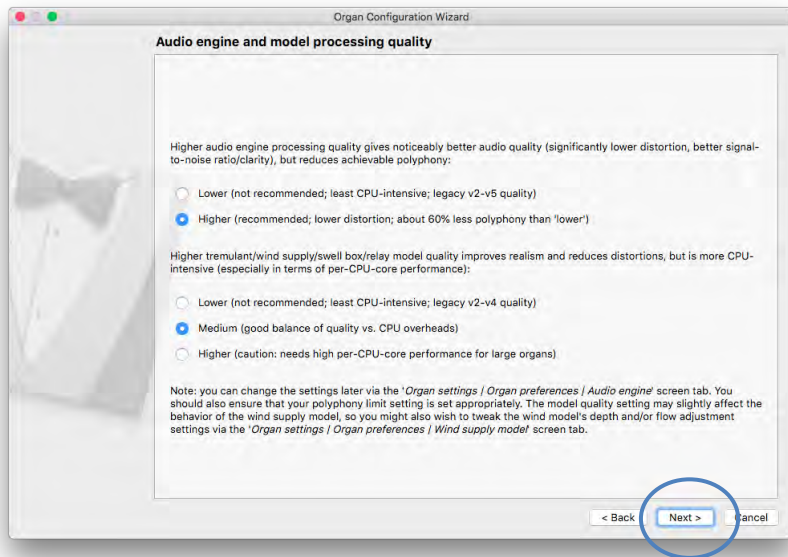 Organ Configuration Wizard
Audio engine and model processing quality
Higher audio engine processing quality gives noticeably better audio quality (significantly lower distortion, better signal-
to-noise ratio/clarity), but reduces achievable polyphony:
Lower (not recommended; least CPU-intensive; legacy v2-v5 quality)
Higher (recommended; lower distortion; about 60% less polyphony than 'lower')
Higher tremulant/wind supply/swell box/relay model quality improves realism and reduces distortions, but is more CPU-
intensive (especially in terms of per-CPU-core performance):
Lower (not recommended; least CPU-intensive; legacy v2-v4 quality)
Medium (good balance of quality vs. CPU overheads)
Higher (caution: needs high per-CPU-core performance for large organs)
Note: you can change the settings later via the 'Organ settings | Organ preferences | Audio engine' screen tab. You
should also ensure that your polyphony limit setting is set appropriately. The model quality setting may slightly affect the
behavior of the wind supply model, so you might also wish to tweak the wind model's depth and/or flow adjustment
settings via the 'Organ settings | Organ preferences | Wind supply model' screen tab.
< Back Next > Cancel